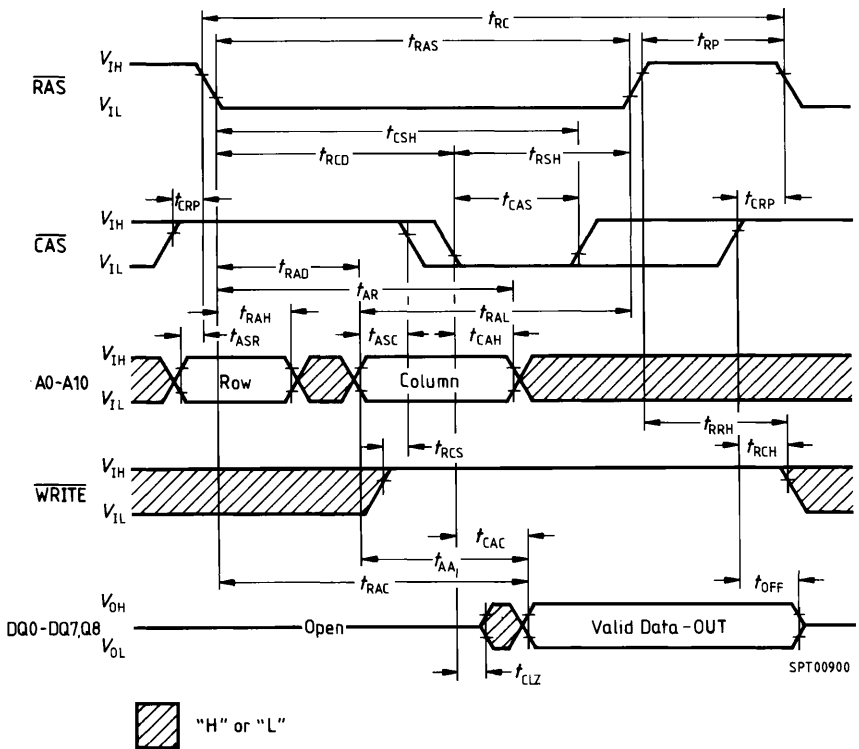 tRC
tRAS
tRP
VIH
RAS
VIL
tCSH
tRCD
tRSH
tCRP
tCAS
tCRP
VIH
CAS
VIL
tRAD
tAR
tRAH
tRAL
tASR
tASC
tCAH
VIH
A0-A10
Row
Column
VIL
tRRH
tRCS
tRCH
VIH
WRITE
VIL
tCAC
tAA
tRAC
tOFF
VOH
DQ0-DQ7,Q8
Open
Valid Data-OUT
VOL
tCLZ
SPT00900
"H" or "L"